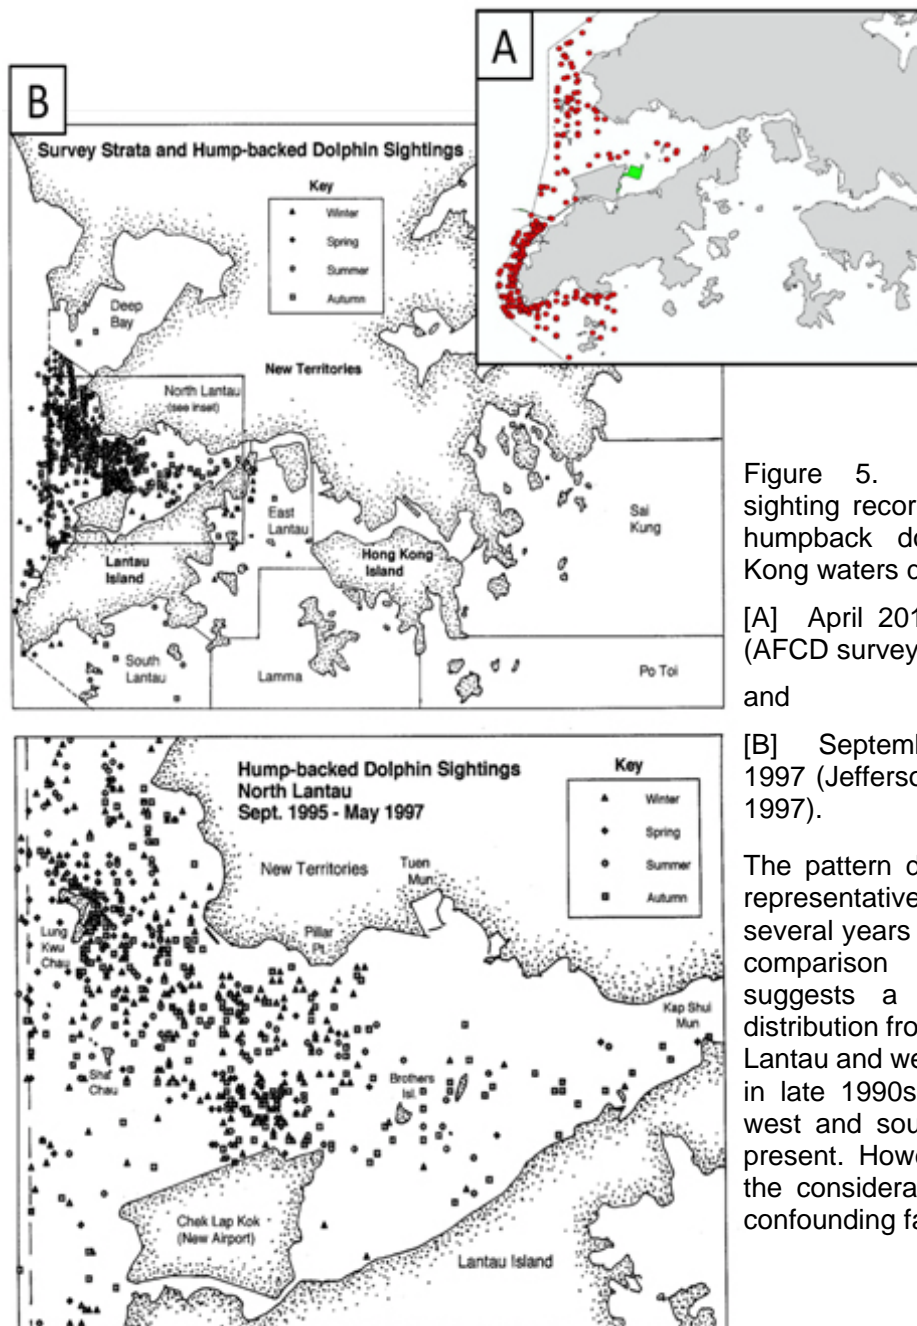 A
B
Survey Strata and Hump-backed Dolphin Sightings
Key
Winter
Spring
Summer
Autumn
Deep
Bay
New Territories
North Lantau
(see inset)
East
Lantau
Hong Kong
Island
Sai
Kung
Lantau
Island
South
Lantau
Lamma
Po Toi
Hump-backed Dolphin Sightings
North Lantau
Sept. 1995 - May 1997
Key
Winter
Spring
Summer
Autumn
New Territories
Tuen
Mun
Pillar
Pt.
Lung
Kwu
Chau
Kap Shui
Mun
Sha
Chau
Brothers
Isl.
Chek Lap Kok
(New Airport)
Lantau Island
Figure 5.
sighting recor
humpback do
Kong waters o
[A] April 201
(AFCD survey
and
[B] Septemb
1997 (Jefferso
1997).
The pattern o
representative
several years
comparison
suggests a
distribution fro
Lantau and we
in late 1990s
west and sou
present. Howe
the considera
confounding fa